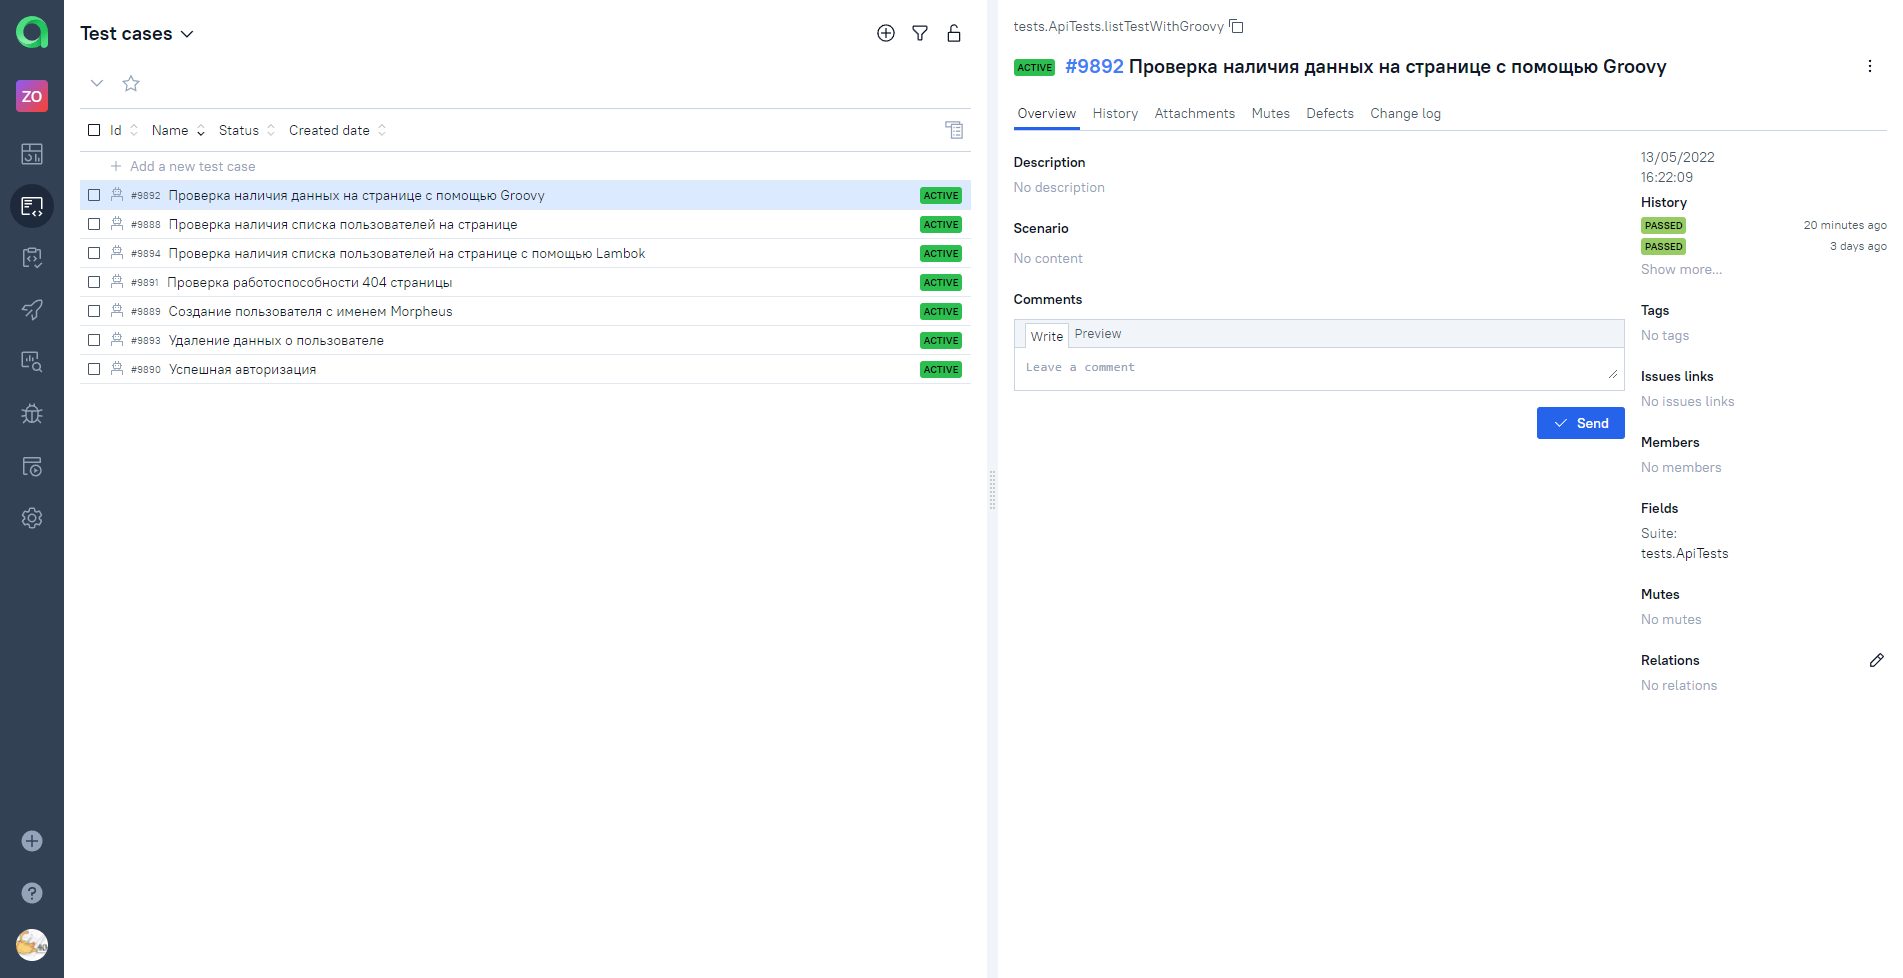 ZO
Test cases
Id Name Status Created date
Add a new test case
#9892 Проверка наличия данных на странице с помощью Groovy ACTIVE
#9888 Проверка наличия списка пользователей на странице ACTIVE
#9894 Проверка наличия списка пользователей на странице с помощью Lambok ACTIVE
#9891 Проверка работоспособности 404 страницы ACTIVE
#9889 Создание пользователя с именем Morpheus ACTIVE
#9893 Удаление данных о пользователе ACTIVE
#9890 Успешная авторизация ACTIVE
tests.ApiTests.listTestWithGroovy
ACTIVE #9892 Проверка наличия данных на странице с помощью Groovy
Overview History Attachments Mutes Defects Change log
Description
No description
Scenario
No content
Comments
Write Preview
Leave a comment
Send
13/05/2022
16:22:09
History
PASSED 20 minutes ago
PASSED 3 days ago
Show more...
Tags
No tags
Issues links
No issues links
Members
No members
Fields
Suite:
tests.ApiTests
Mutes
No mutes
Relations
No relations